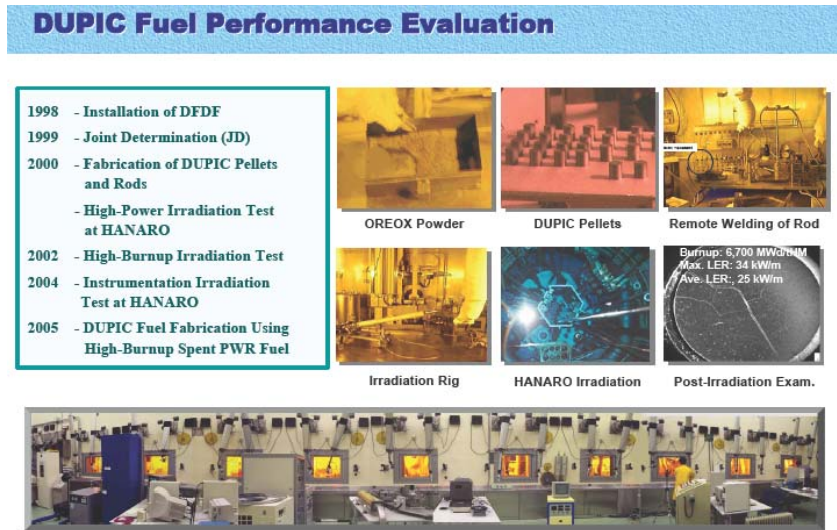 DUPIC Fuel Performance Evaluation
1998 - Installation of DFDF
1999 - Joint Determination (JD)
2000 - Fabrication of DUPIC Pellets
and Rods
- High-Power Irradiation Test
at HANARO
2002 - High-Burnup Irradiation Test
2004 - Instrumentation Irradiation
Test at HANARO
2005 - DUPIC Fuel Fabrication Using
High-Burnup Spent PWR Fuel
OREOX Powder
DUPIC Pellets
Remote Welding of Rod
Burnup: 6,700 MWd/tHM
Max. LER: 34 kW/m
Ave. LER:, 25 kW/m
Irradiation Rig
HANARO Irradiation
Post-Irradiation Exam.